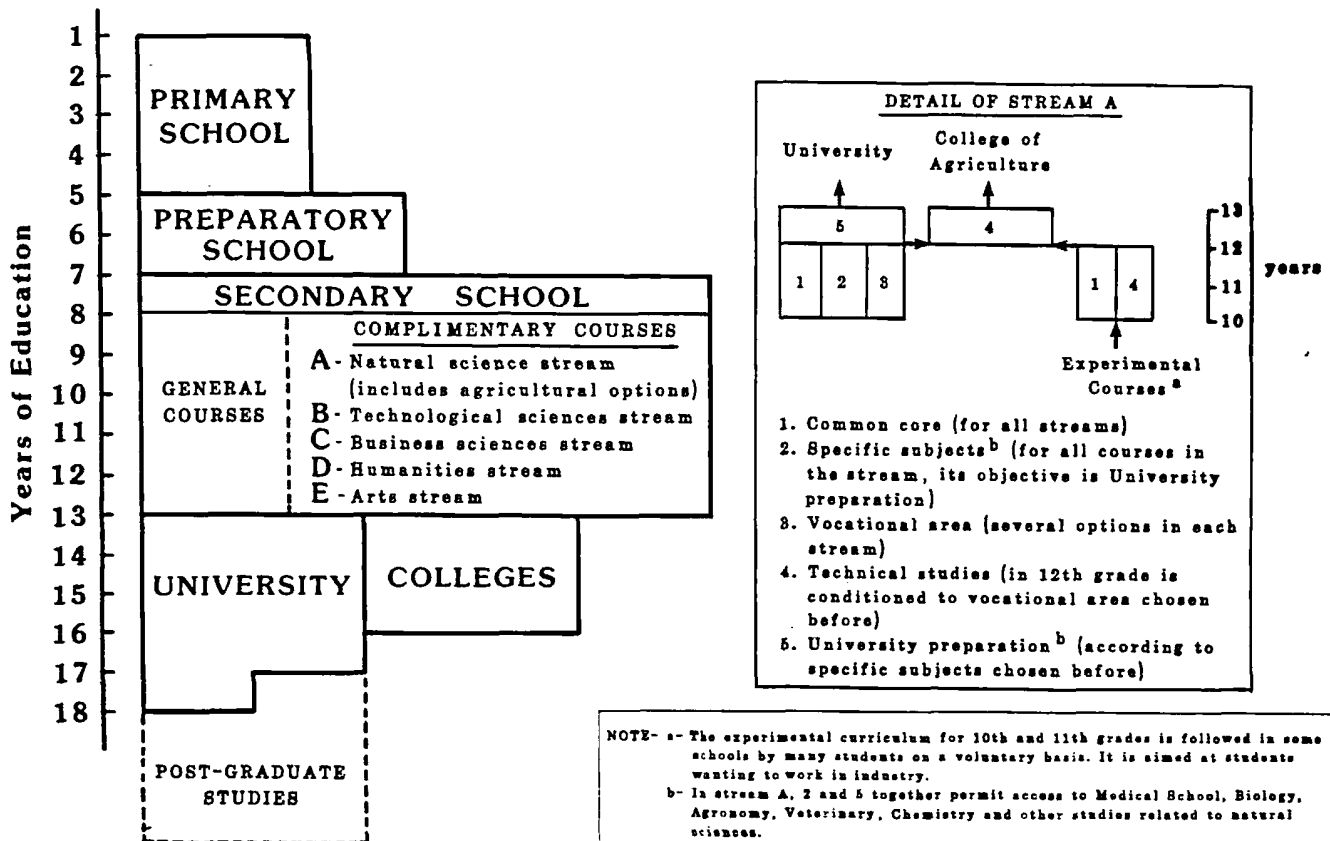 Years of Education
1
2
3
4
5
6
7
8
9
10
11
12
13
14
15
16
17
18
PRIMARY
SCHOOL
PREPARATORY
SCHOOL
SECONDARY SCHOOL
GENERAL
COURSES
COMPLIMENTARY COURSES
A - Natural science stream
(includes agricultural options)
B - Technological sciences stream
C - Business sciences stream
D - Humanities stream
E - Arts stream
UNIVERSITY
COLLEGES
POST-GRADUATE
STUDIES
DETAIL OF STREAM A
University
College of
Agriculture
5
4
1 2 3
1 4
13
12
11
10
years
Experimental
Courses a
1. Common core (for all streams)
2. Specific subjects b (for all courses in
the stream, its objective is University
preparation)
3. Vocational area (several options in each
stream)
4. Technical studies (in 12th grade is
conditioned to vocational area chosen
before)
5. University preparation b (according to
specific subjects chosen before)
NOTE- a- The experimental curriculum for 10th and 11th grades is followed in some
schools by many students on a voluntary basis. It is aimed at students
wanting to work in industry.
b- In stream A, 2 and 5 together permit access to Medical School, Biology,
Agronomy, Veterinary, Chemistry and other studies related to natural
sciences.